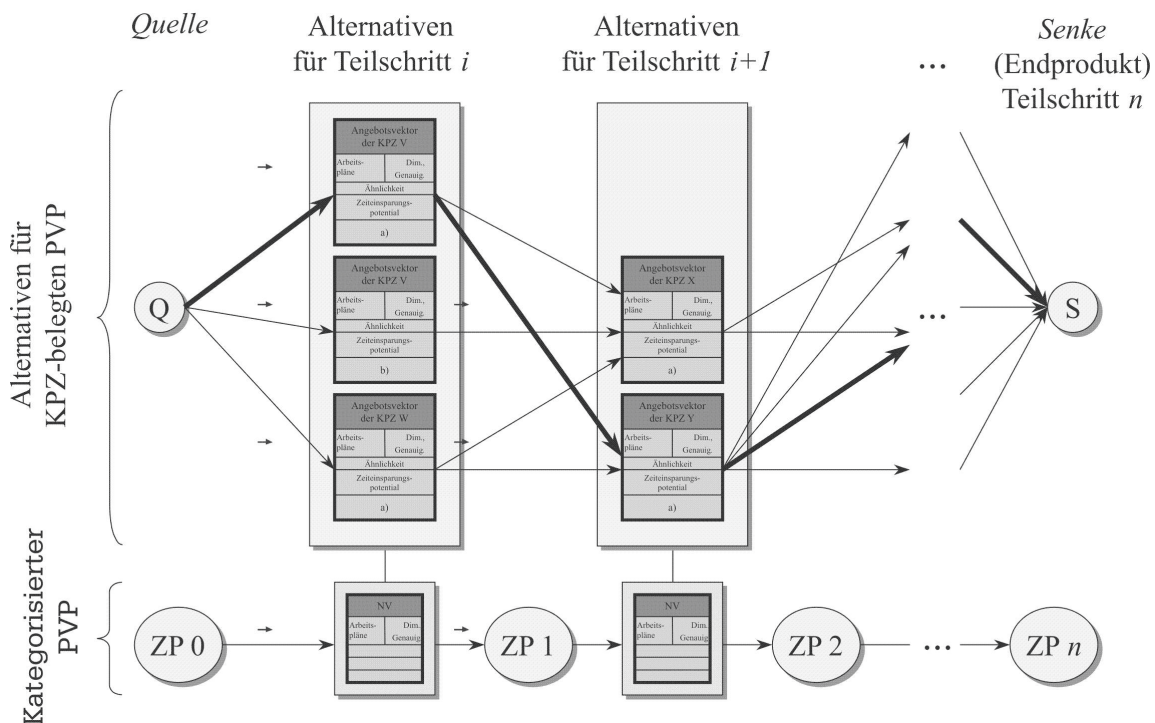 Quelle
Alternativen
für Teilschritt i
Alternativen
für Teilschritt i+1
...
Senke
(Endprodukt)
Teilschritt n
Alternativen für
KPZ-belegten PVP
Q
Angebotsvektor
der KPZ V
Arbeits-
pläne
Dim.,
Genauig.
Ähnlichkeit
Zeiteinsparungs-
potential
a)
Angebotsvektor
der KPZ V
Arbeits-
pläne
Dim.,
Genauig.
Ähnlichkeit
Zeiteinsparungs-
potential
b)
Angebotsvektor
der KPZ W
Arbeits-
pläne
Dim.,
Genauig.
Ähnlichkeit
Zeiteinsparungs-
potential
a)
Angebotsvektor
der KPZ X
Arbeits-
pläne
Dim.,
Genauig.
Ähnlichkeit
Zeiteinsparungs-
potential
a)
Angebotsvektor
der KPZ Y
Arbeits-
pläne
Dim.,
Genauig.
Ähnlichkeit
Zeiteinsparungs-
potential
a)
...
S
Kategorisierter
PVP
ZP 0
NV
Arbeits-
pläne
Dim.
Genauig
ZP 1
NV
Arbeits-
pläne
Dim.
Genauig
ZP 2
...
ZP n